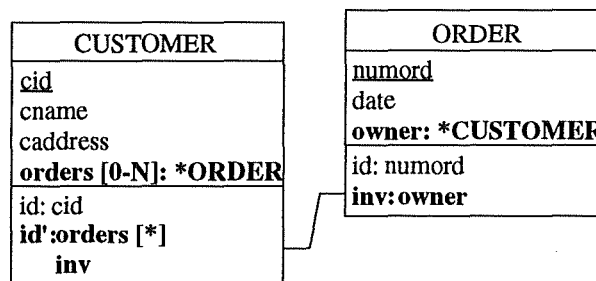 CUSTOMER
cid
cname
caddress
orders [0-N]: *ORDER
id: cid
id':orders [*]
inv
ORDER
numord
date
owner: *CUSTOMER
id: numord
inv:owner